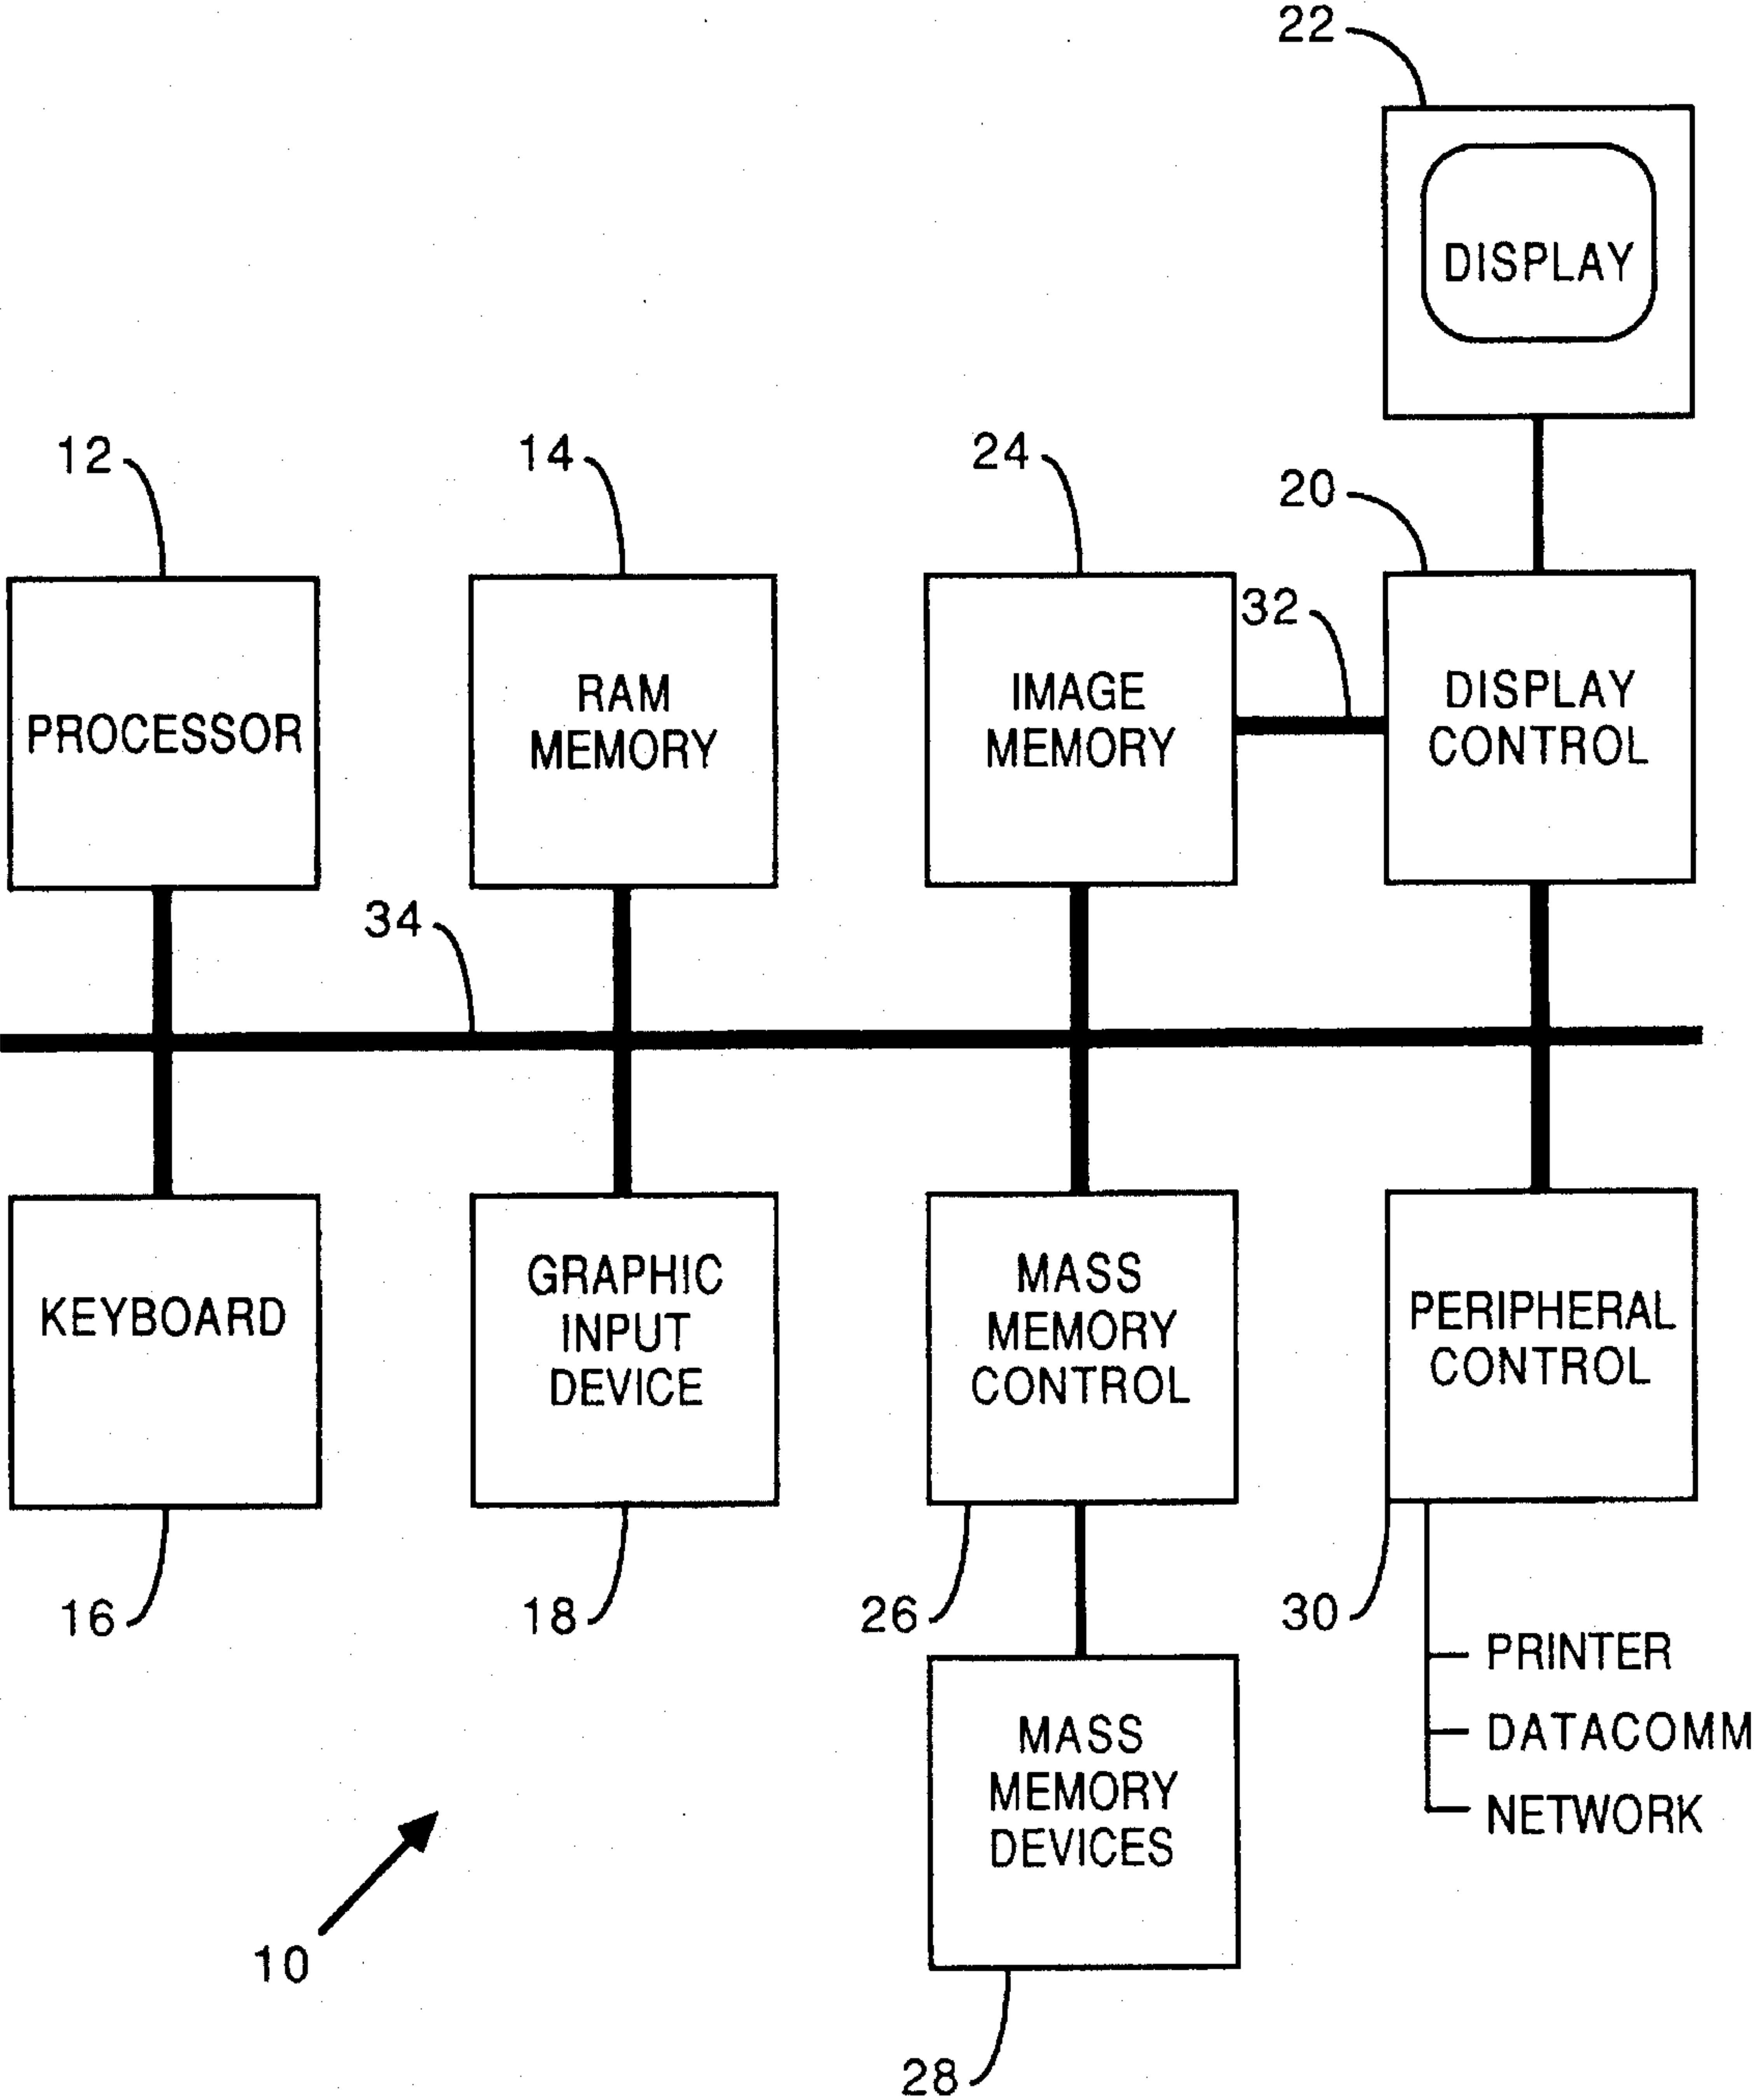 22
DISPLAY
12
14
24
20
32
PROCESSOR
RAM
MEMORY
IMAGE
MEMORY
DISPLAY
CONTROL
34
KEYBOARD
GRAPHIC
INPUT
DEVICE
MASS
MEMORY
CONTROL
PERIPHERAL
CONTROL
16
18
26
30
PRINTER
DATACOMM
NETWORK
MASS
MEMORY
DEVICES
10
28